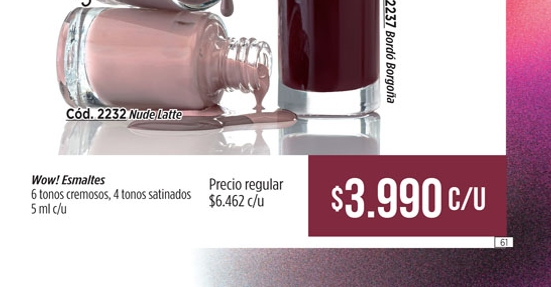 Cód. 2232 Nude Latte
2237 Bordó Borgoña
Wow! Esmaltes
6 tonos cremosos, 4 tonos satinados
5 ml c/u
Precio regular
$6.462 c/u
$3.990 C/U
61